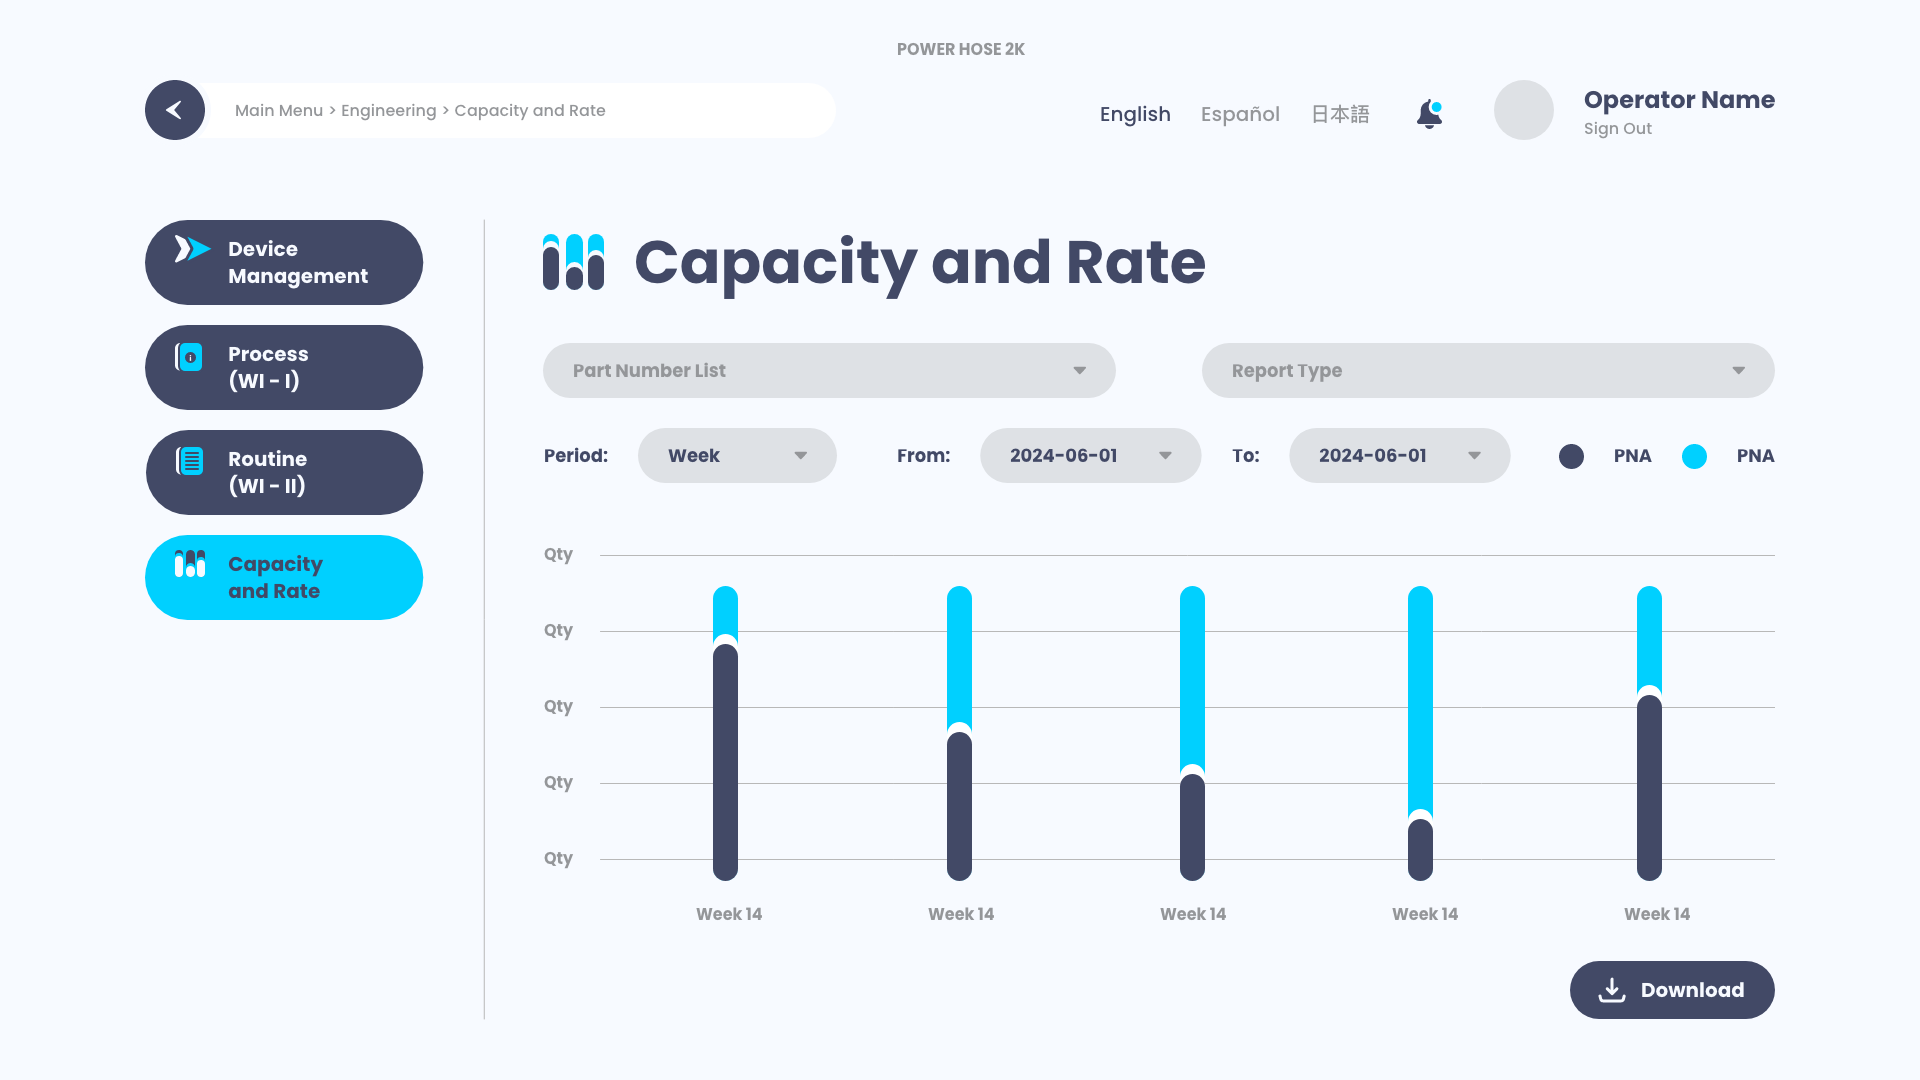 POWER HOSE 2K
Main Menu > Engineering > Capacity and Rate
English
Español
日本語
Operator Name
Sign Out
Device
Management
Process
(WI - I)
Routine
(WI - II)
Capacity
and Rate
Capacity and Rate
Part Number List
Report Type
Period:
Week
From:
2024-06-01
To:
2024-06-01
PNA
PNA
Qty
Qty
Qty
Qty
Qty
Week 14
Week 14
Week 14
Week 14
Week 14
Download